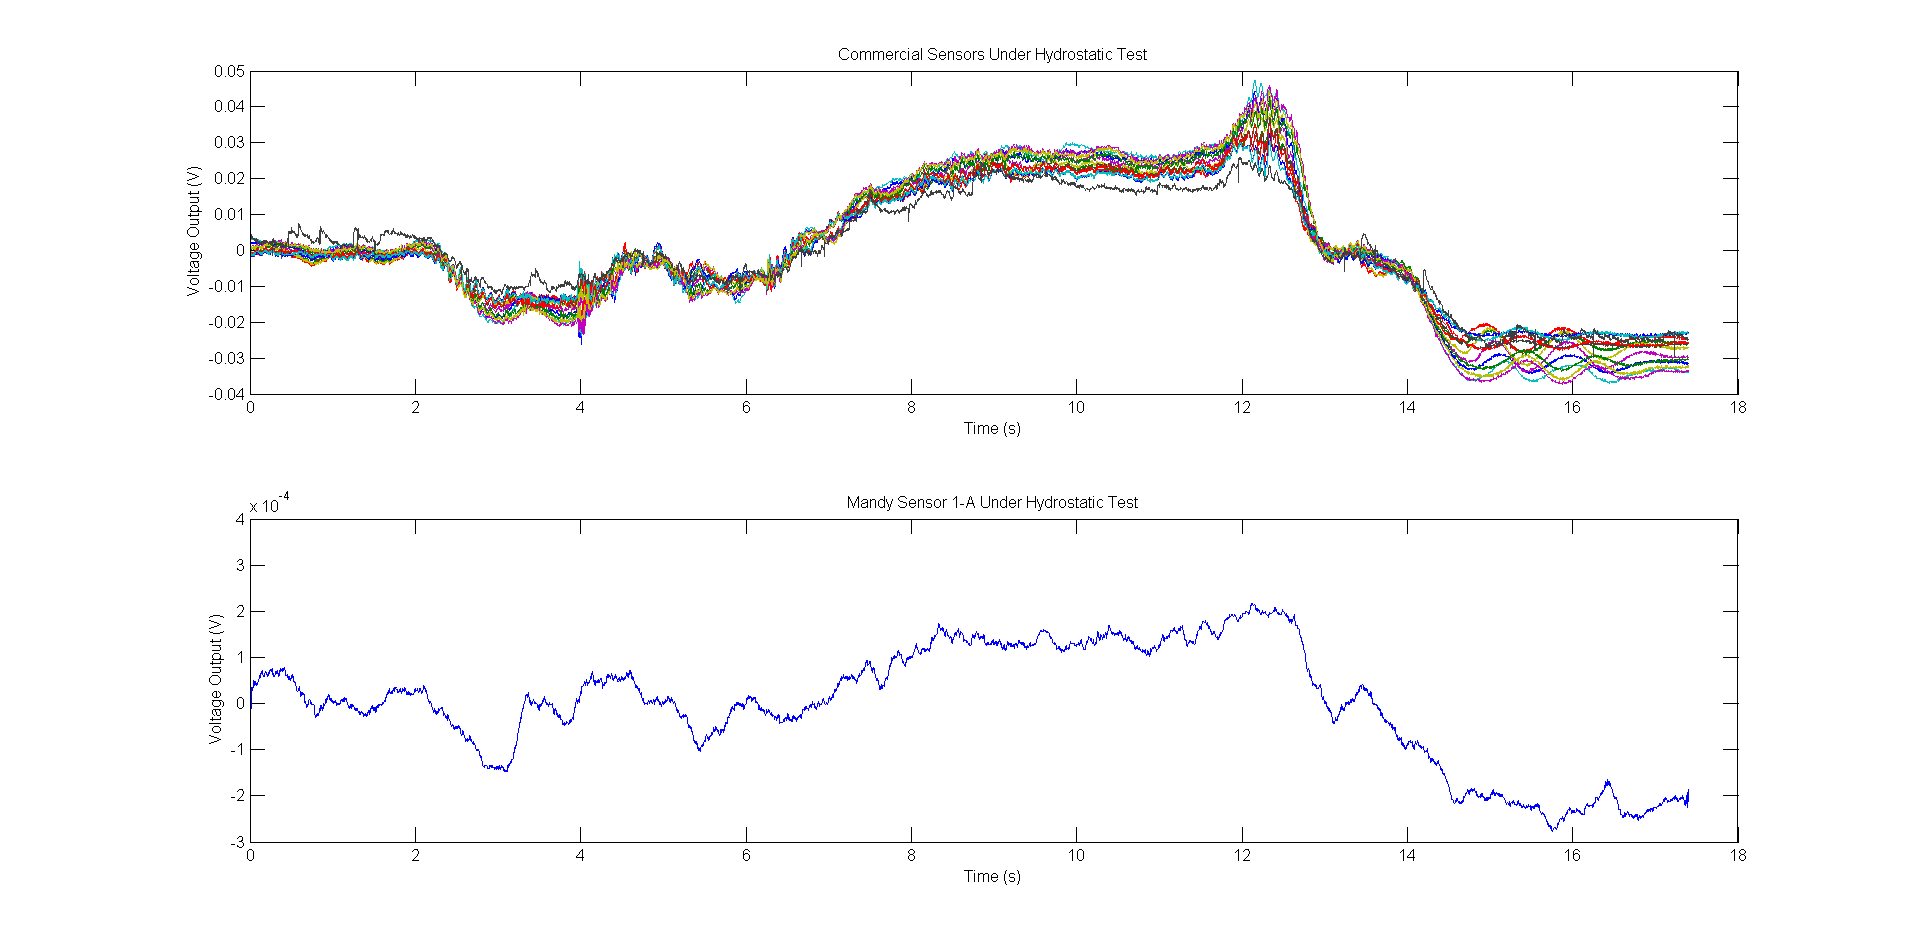 Commercial Sensors Under Hydrostatic Test
0.05
0.04
0.03
0.02
0.01
0
-0.01
-0.02
-0.03
-0.04
Voltage Output (V)
0 2 4 6 8 10 12 14 16 18
Time (s)
Mandy Sensor 1-A Under Hydrostatic Test
x 10^-4
4
3
2
1
0
-1
-2
-3
Voltage Output (V)
0 2 4 6 8 10 12 14 16 18
Time (s)